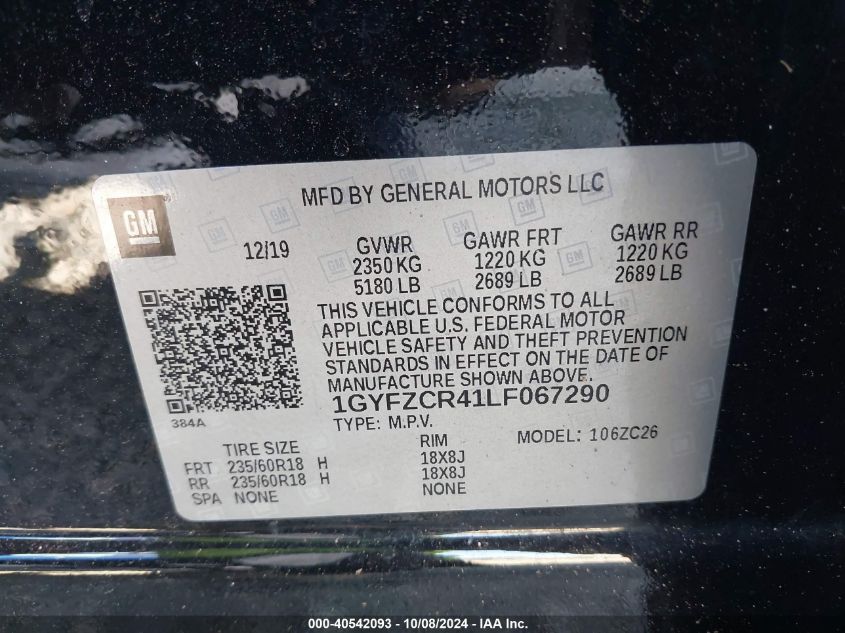 GM
MFD BY GENERAL MOTORS LLC
12/19
GVWR
2350 KG
5180 LB
GAWR FRT
1220 KG
2689 LB
GAWR RR
1220 KG
2689 LB
THIS VEHICLE CONFORMS TO ALL
APPLICABLE U.S. FEDERAL MOTOR
VEHICLE SAFETY AND THEFT PREVENTION
STANDARDS IN EFFECT ON THE DATE OF
MANUFACTURE SHOWN ABOVE.
384A
1GYFZCR41LF067290
TYPE: M.P.V.
MODEL: 106ZC26
TIRE SIZE
RIM
FRT 235/60R18 H 18X8J
RR 235/60R18 H 18X8J
SPA NONE NONE
000-40542093 - 10/08/2024 - IAA Inc.